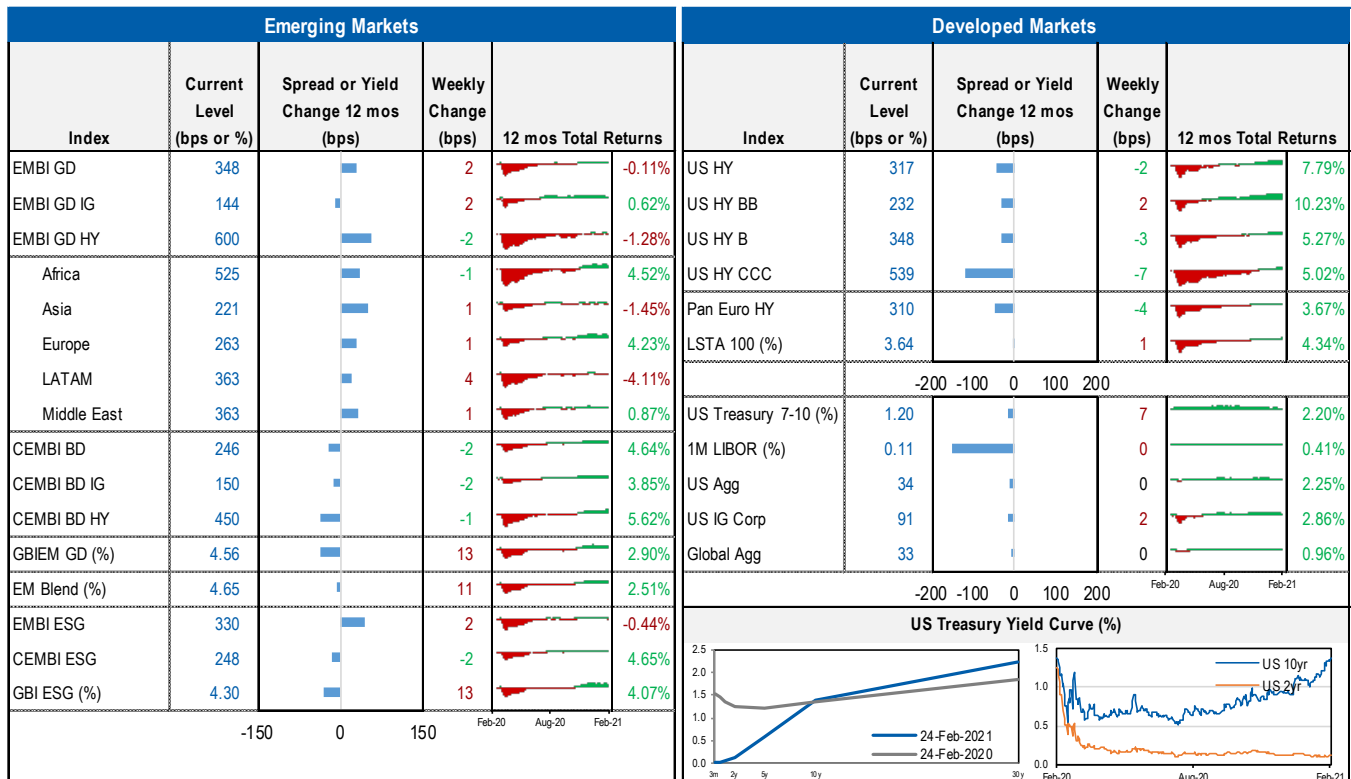 Emerging Markets
Index Current Level (bps or %) Spread or Yield Change 12 mos (bps) Weekly Change (bps) 12 mos Total Returns
EMBI GD 348 2 -0.11%
EMBI GD IG 144 2 0.62%
EMBI GD HY 600 -2 -1.28%
Africa 525 -1 4.52%
Asia 221 1 -1.45%
Europe 263 1 4.23%
LATAM 363 4 -4.11%
Middle East 363 1 0.87%
CEMBI BD 246 -2 4.64%
CEMBI BD IG 150 -2 3.85%
CEMBI BD HY 450 -1 5.62%
GBIEM GD (%) 4.56 13 2.90%
EM Blend (%) 4.65 11 2.51%
EMBI ESG 330 2 -0.44%
CEMBI ESG 248 -2 4.65%
GBI ESG (%) 4.30 13 4.07%
Feb-20 Aug-20 Feb-21
-150 0 150
Developed Markets
Index Current Level (bps or %) Spread or Yield Change 12 mos (bps) Weekly Change (bps) 12 mos Total Returns
US HY 317 -2 7.79%
US HY BB 232 2 10.23%
US HY B 348 -3 5.27%
US HY CCC 539 -7 5.02%
Pan Euro HY 310 -4 3.67%
LSTA 100 (%) 3.64 1 4.34%
-200 -100 0 100 200
US Treasury 7-10 (%) 1.20 7 2.20%
1M LIBOR (%) 0.11 0 0.41%
US Agg 34 0 2.25%
US IG Corp 91 2 2.86%
Global Agg 33 0 0.96%
Feb-20 Aug-20 Feb-21
-200 -100 0 100 200
US Treasury Yield Curve (%)
2.5
2.0
1.5
1.0
0.5
0.0
3m 2y 5y 10y 30y
24-Feb-2021
24-Feb-2020
1.5
1.0
0.5
0.0
US 10yr
US 2yr
Feb-20 Aug-20 Feb-21